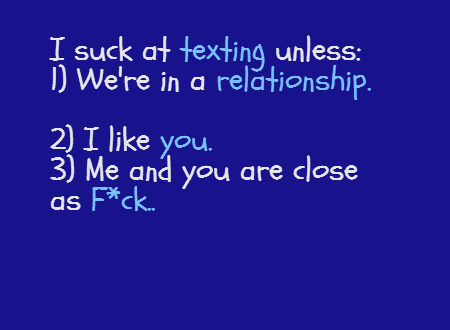 I suck at texting unless:
1) We're in a relationship.
2) I like you.
3) Me and you are close
as F*ck..